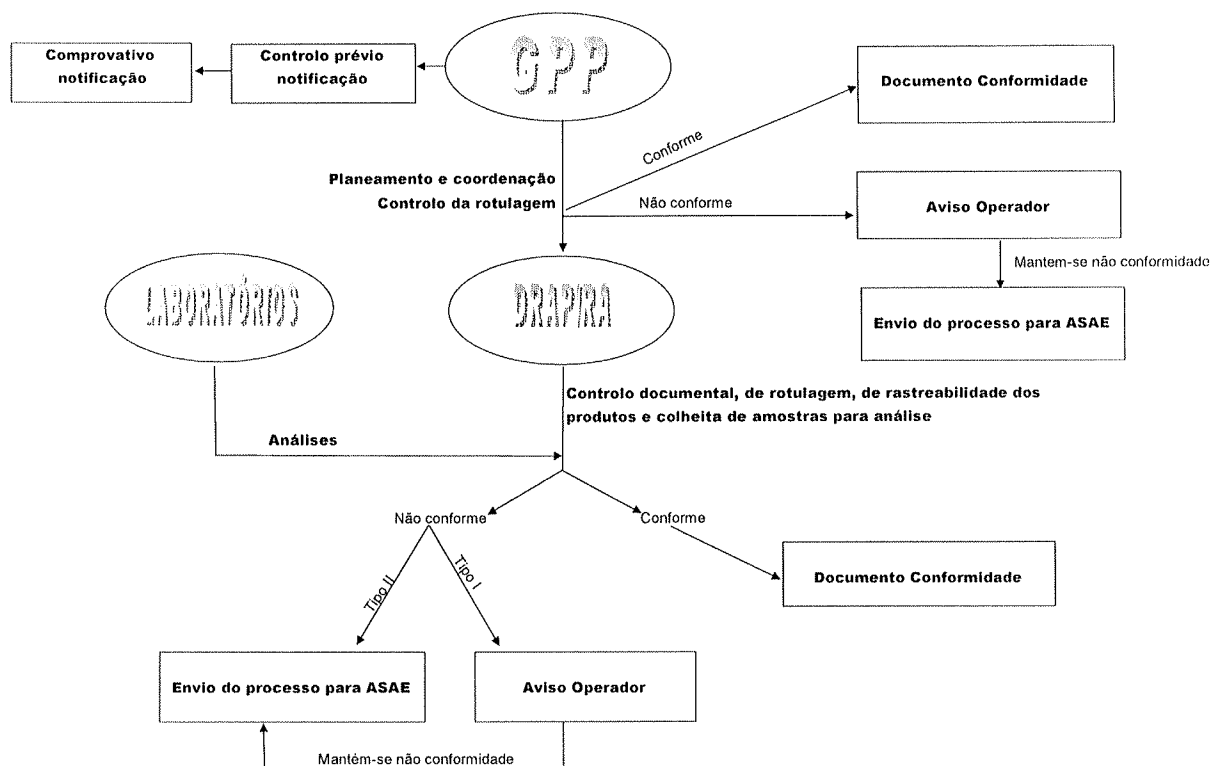 GPP
Comprovativo
notificação
Controlo prévio
notificação
Documento Conformidade
Conforme
Planeamento e coordenação
Controlo da rotulagem
Não conforme
Aviso Operador
Mantem-se não conformidade
LABORATÓRIOS
DRAP/RA
Envio do processo para ASAE
Controlo documental, de rotulagem, de rastreabilidade dos
produtos e colheita de amostras para análise
Análises
Não conforme
Conforme
Tipo II
Tipo I
Documento Conformidade
Envio do processo para ASAE
Aviso Operador
Mantém-se não conformidade